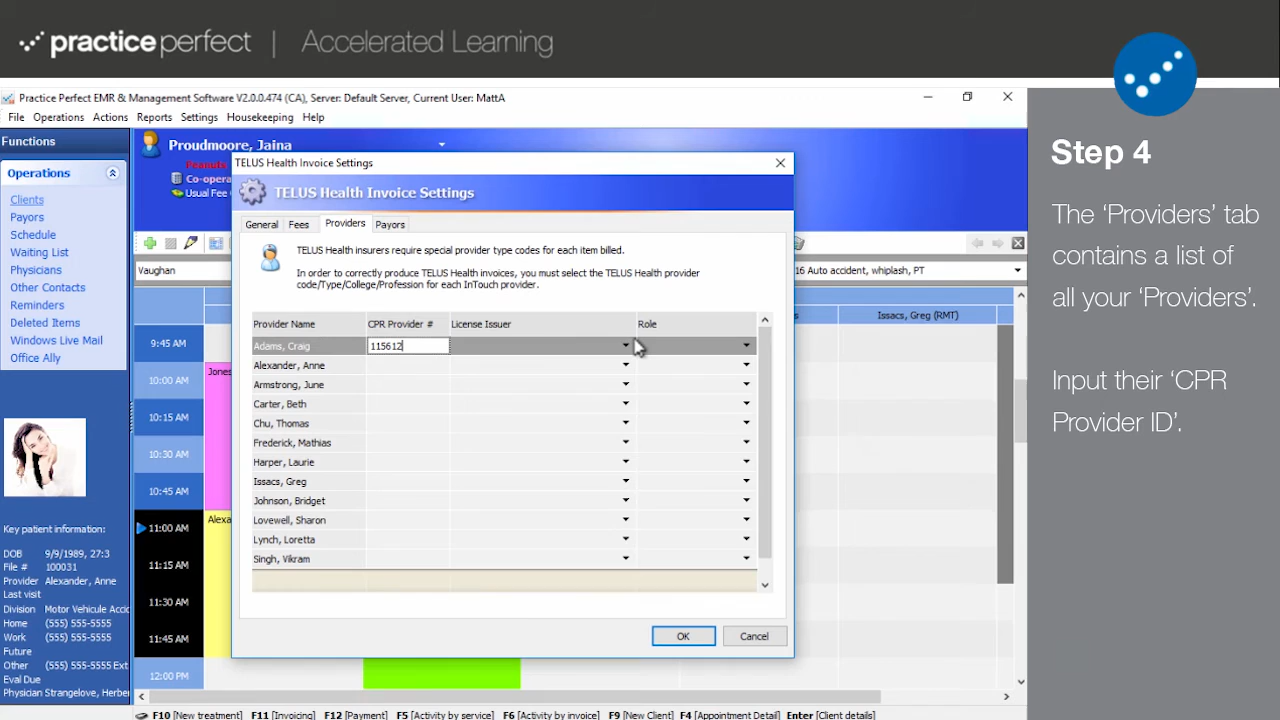 practice perfect | Accelerated Learning
Practice Perfect EMR & Management Software V2.0.0.474 (CA), Server: Default Server, Current User: MattA
File Operations Actions Reports Settings Housekeeping Help
Functions
Operations
Clients
Payors
Schedule
Waiting List
Physicians
Other Contacts
Reminders
Deleted Items
Windows Live Mail
Office Ally
Key patient information:
DOB 9/9/1989, 27:3
File # 100031
Provider Alexander, Anne
Last visit
Division Motor Vehicule Accic
Home (555) 555-5555
Work (555) 555-5555
Future
Other (555) 555-5555 Ext
Eval Due
Physician Strangelove, Herbe
Proudmoore, Jaina
Peanuts
Co-opera
Usual Fee
Vaughan
16 Auto accident, whiplash, PT
s
Issacs, Greg (RMT)
9:45 AM
10:00 AM Jones
10:15 AM
10:30 AM
10:45 AM
11:00 AM Alexa
11:15 AM
11:30 AM
11:45 AM
12:00 PM
TELUS Health Invoice Settings
TELUS Health Invoice Settings
General Fees Providers Payors
TELUS Health insurers require special provider type codes for each item billed.
In order to correctly produce TELUS Health invoices, you must select the TELUS Health provider
code/Type/College/Profession for each InTouch provider.
Provider Name CPR Provider # License Issuer Role
Adams, Craig 115612
Alexander, Anne
Armstrong, June
Carter, Beth
Chu, Thomas
Frederick, Mathias
Harper, Laurie
Issacs, Greg
Johnson, Bridget
Lovewell, Sharon
Lynch, Loretta
Singh, Vikram
OK Cancel
F10 [New treatment] F11 [Invoicing] F12 [Payment] F5 [Activity by service] F6 [Activity by invoice] F9 [New Client] F4 [Appointment Detail] Enter [Client details]
Step 4
The ‘Providers’ tab
contains a list of
all your ‘Providers’.
Input their ‘CPR
Provider ID’.